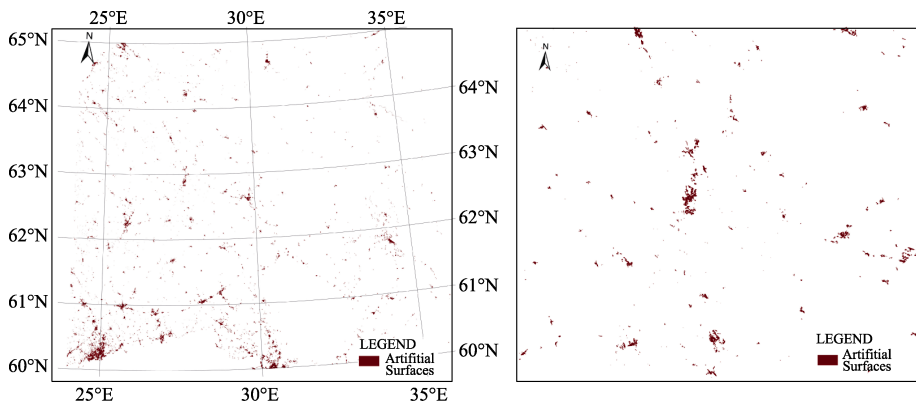 25°E 30°E 35°E
65°N
64°N
63°N
62°N
61°N
60°N
N
LEGEND
Artifitial
Surfaces
25°E 30°E 35°E
64°N
63°N
62°N
61°N
60°N
N
LEGEND
Artifitial
Surfaces